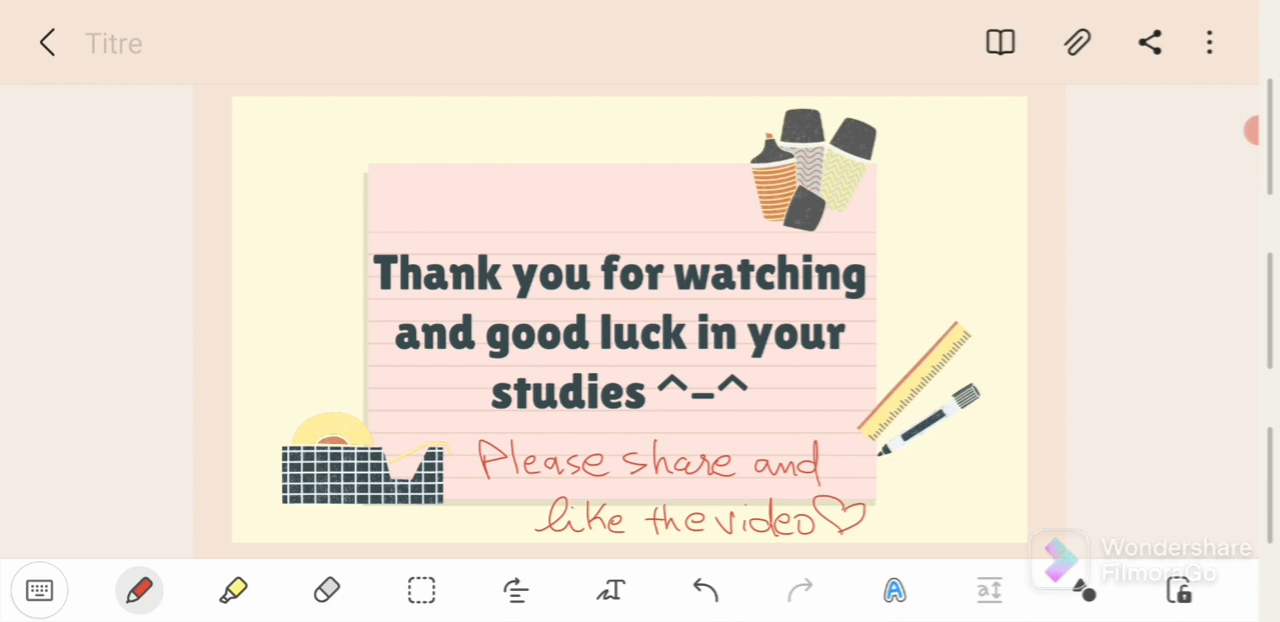 Titre
Thank you for watching
and good luck in your
studies ^-^
Please share and
like the video♡
Wondershare
FilmoraGo